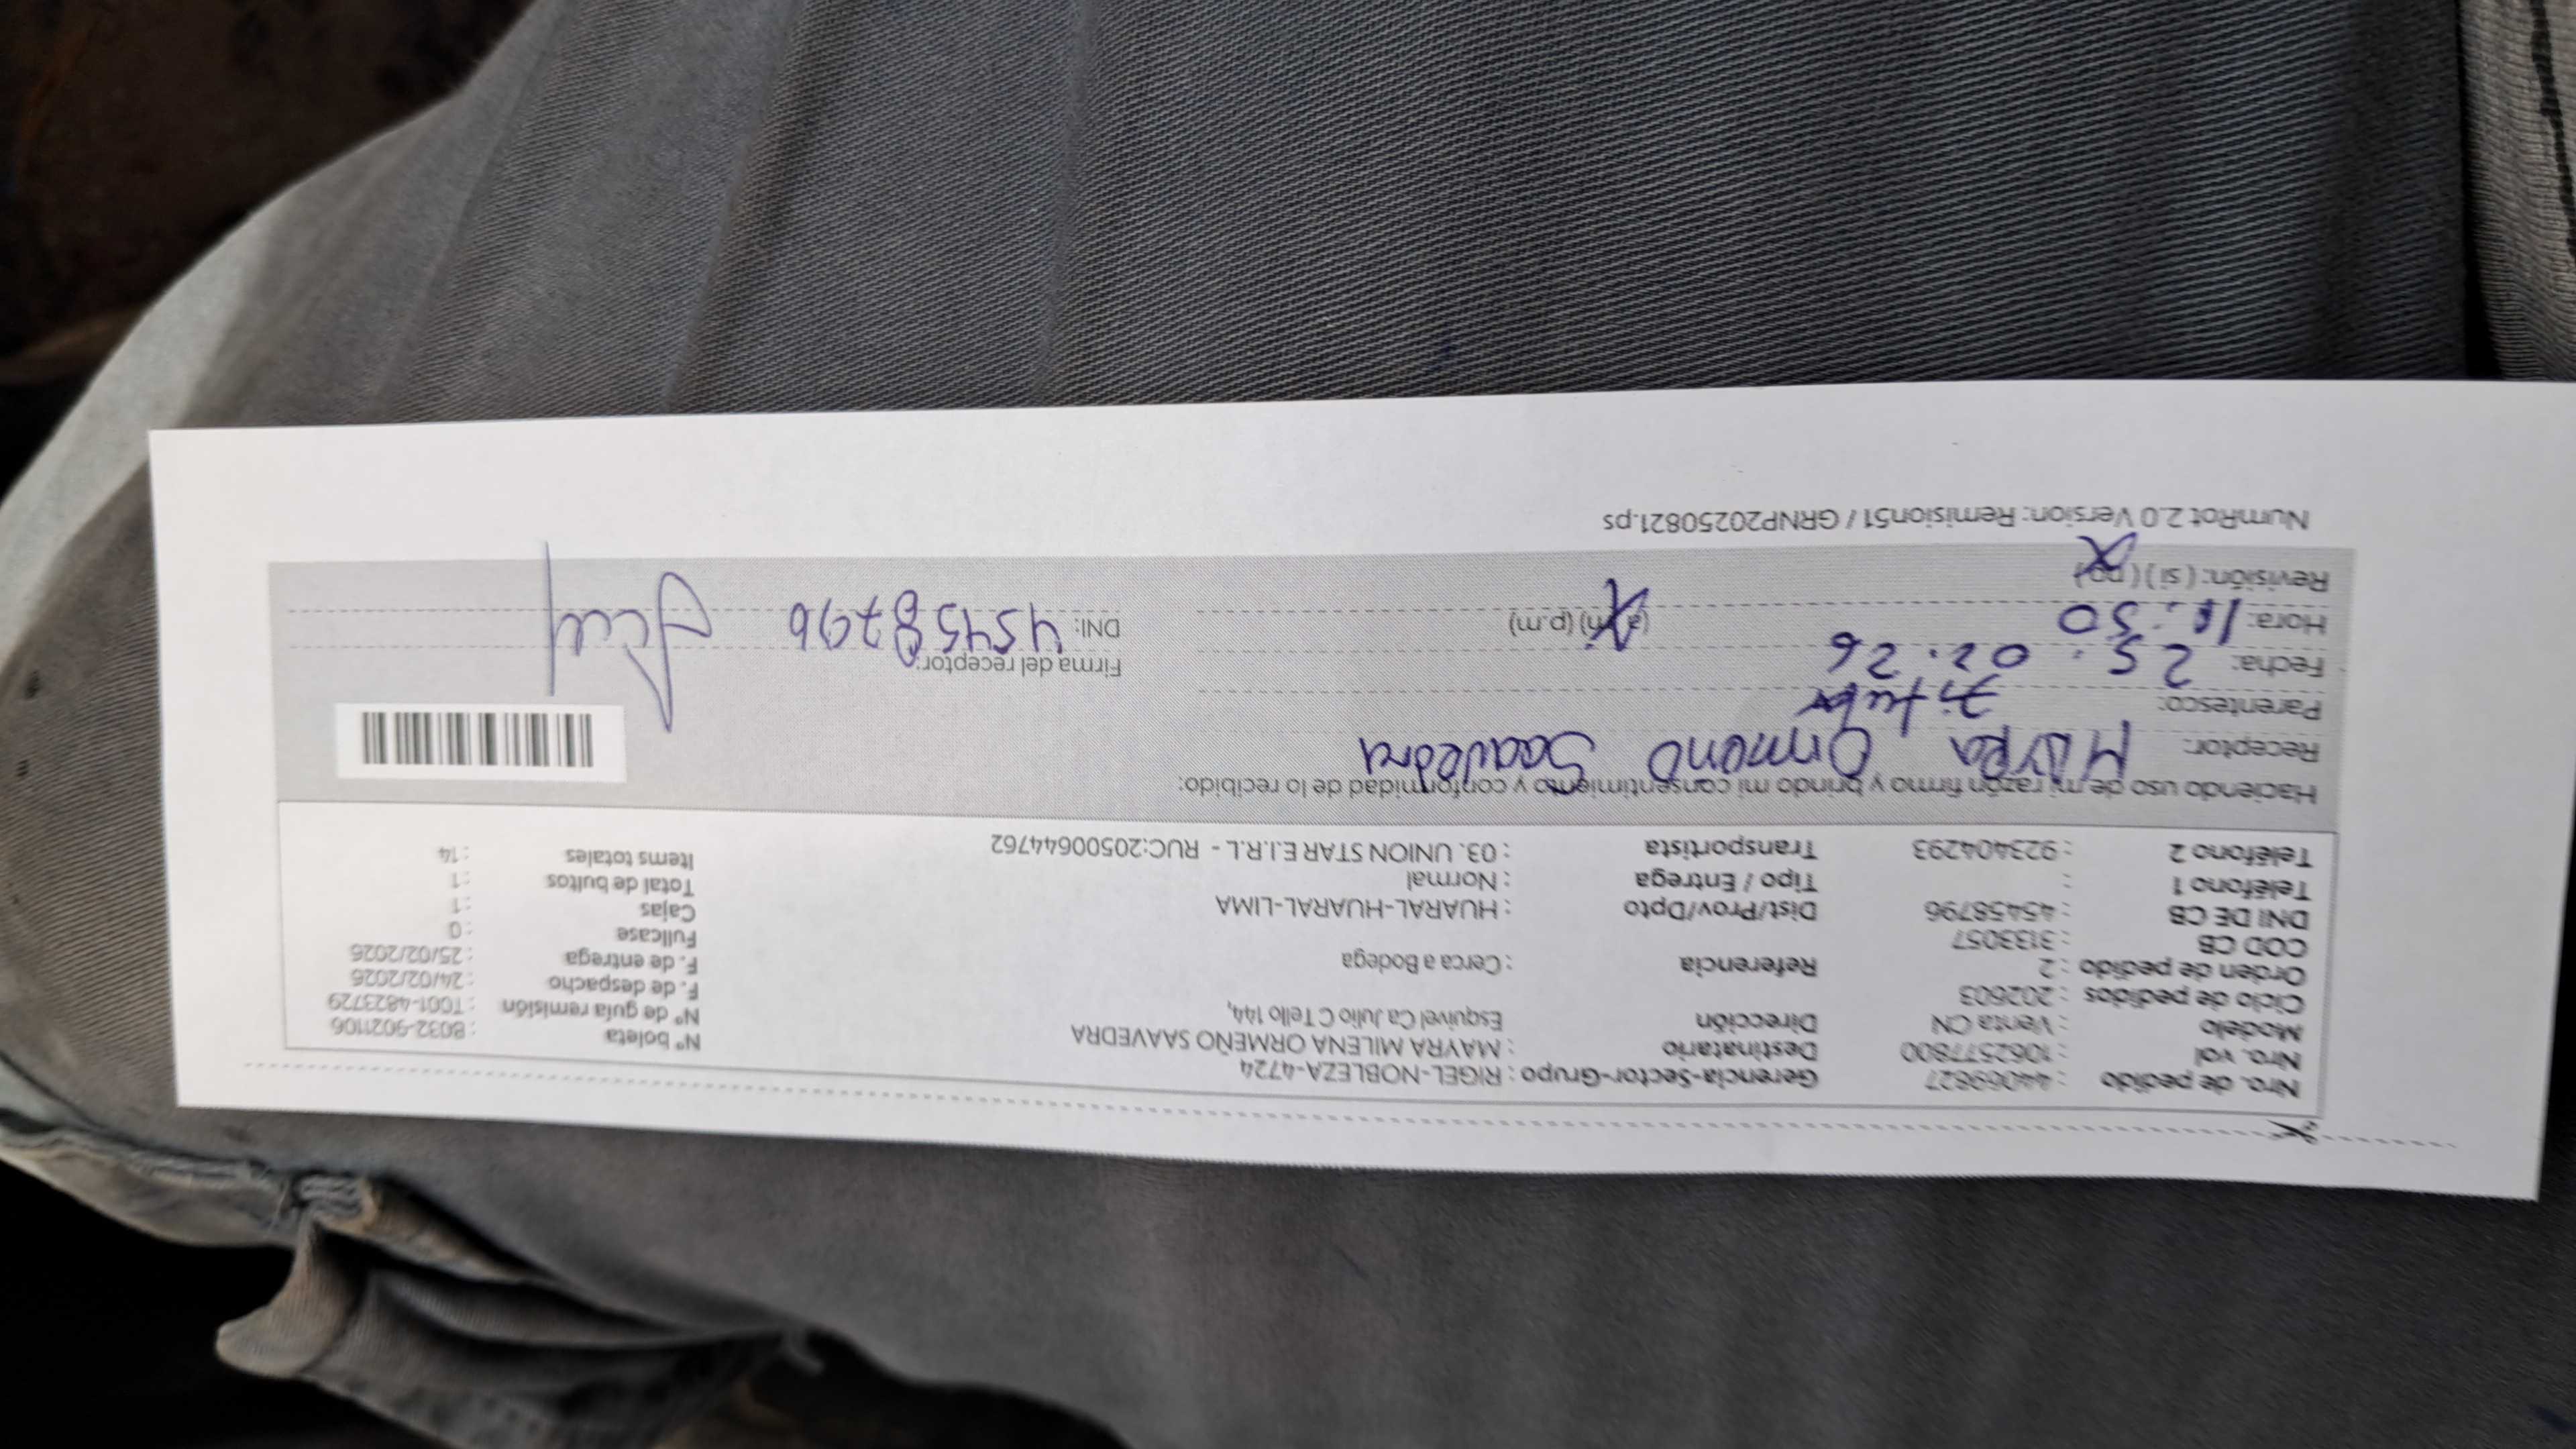 Nro. de pedido : 44069827
Nro. vol : 1062577800
Modelo : Venta CN
Ciclo de pedidos : 202603
Orden de pedido : 2
COD CB : 3133057
DNI DE CB : 45458796
Teléfono 1 :
Teléfono 2 : 923404293
Gerencia-Sector-Grupo : RIGEL-NOBLEZA-4724
Destinatario : MAYRA MILENA ORMEÑO SAAVEDRA
Dirección Esquivel Ca Julio C Tello 144,
Referencia : Cerca a Bodega
Dist/Prov/Dpto : HUARAL-HUARAL-LIMA
Tipo / Entrega : Normal
Transportista : 03. UNION STAR E.I.R.L - RUC:20500644762
N° boleta : B032-9021106
N° de guía remisión : T001-4823729
F. de despacho : 24/02/2026
F. de entrega : 25/02/2026
Fullcase : 0
Cajas : 1
Total de bultos : 1
Items totales : 14
Haciendo uso de mi razón firmo y brindo mi consentimiento y conformidad de lo recibido:
Receptor: Mayra Ormeño Saavedra
Parentesco:
Fecha: 25. 02. 26
Hora: 11:50 (a.m) (p.m)
Revisión: (si) (no)
Firma del receptor:
DNI: 45458796
NumRot 2.0 Version: Remision51 / GRNP20250821.ps